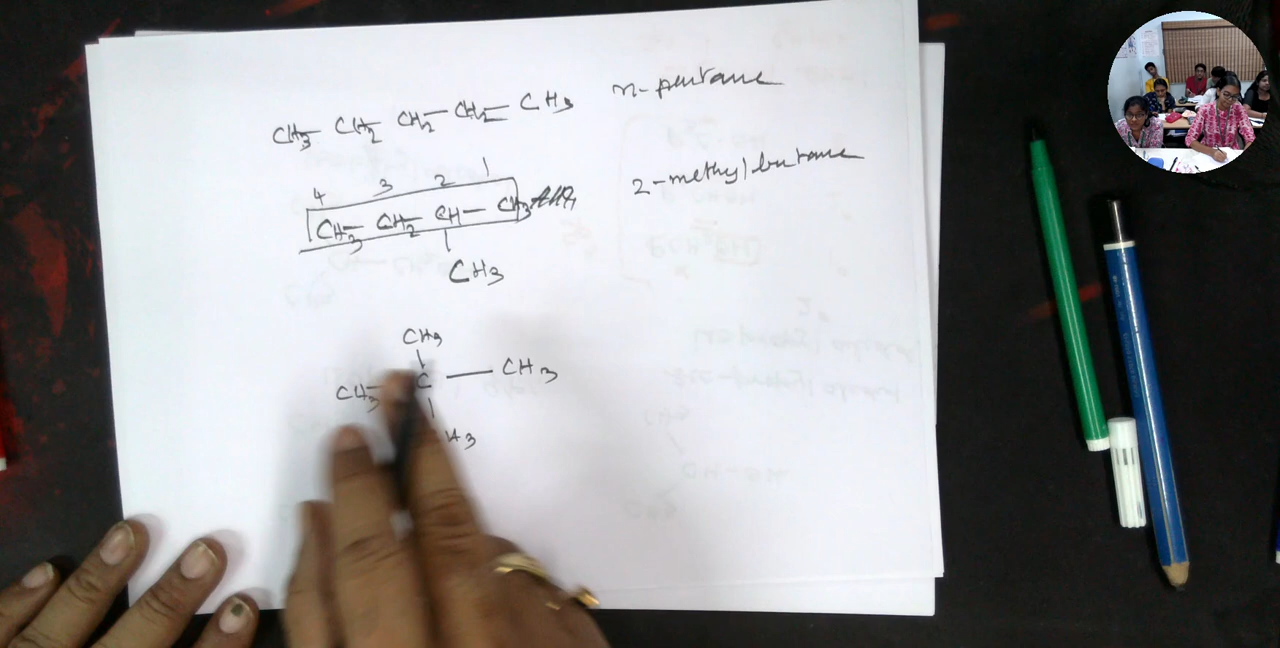 CH3 — CH2 — CH2 — CH2 — CH3 n-pentane
4 3 2 1
CH3 — CH2 — CH — CH3 2-methylbutane
CH3
CH3
CH3 — C — CH3
H3